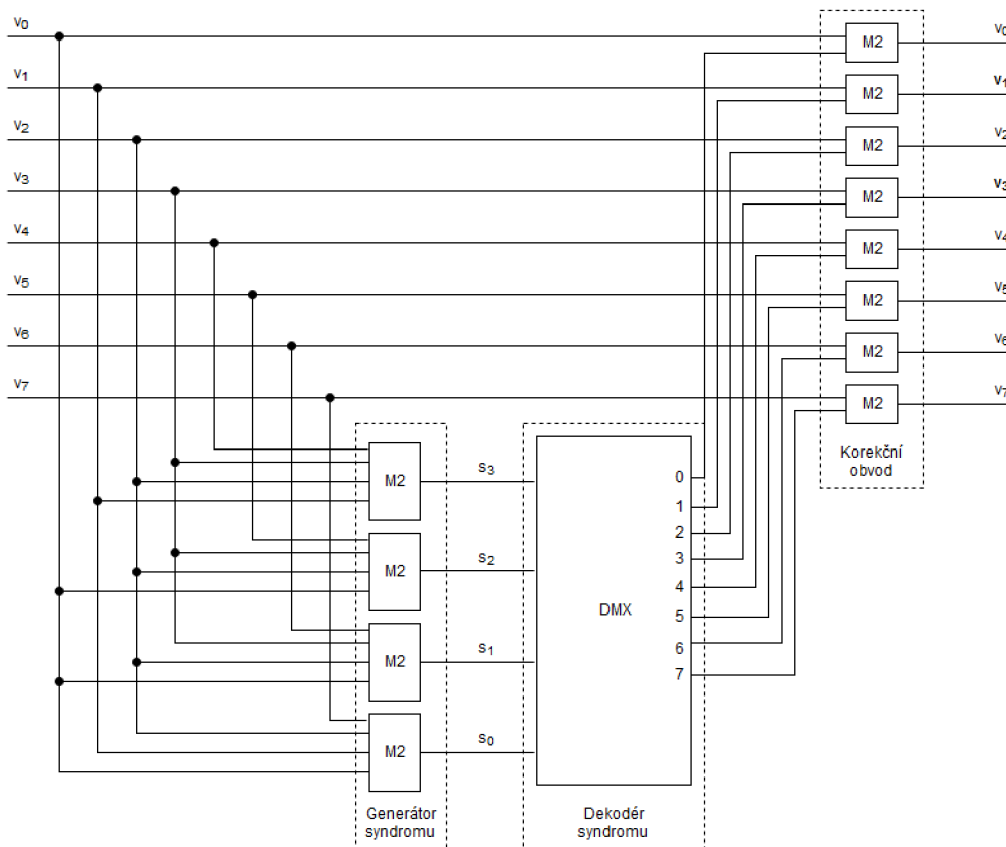 v0
v1
v2
v3
v4
v5
v6
v7
M2
M2
M2
M2
M2
M2
M2
M2
v0
v1
v2
v3
v4
v5
v6
v7
Korekční
obvod
M2
M2
M2
M2
s3
s2
s1
s0
DMX
0
1
2
3
4
5
6
7
Generátor
syndromu
Dekodér
syndromu